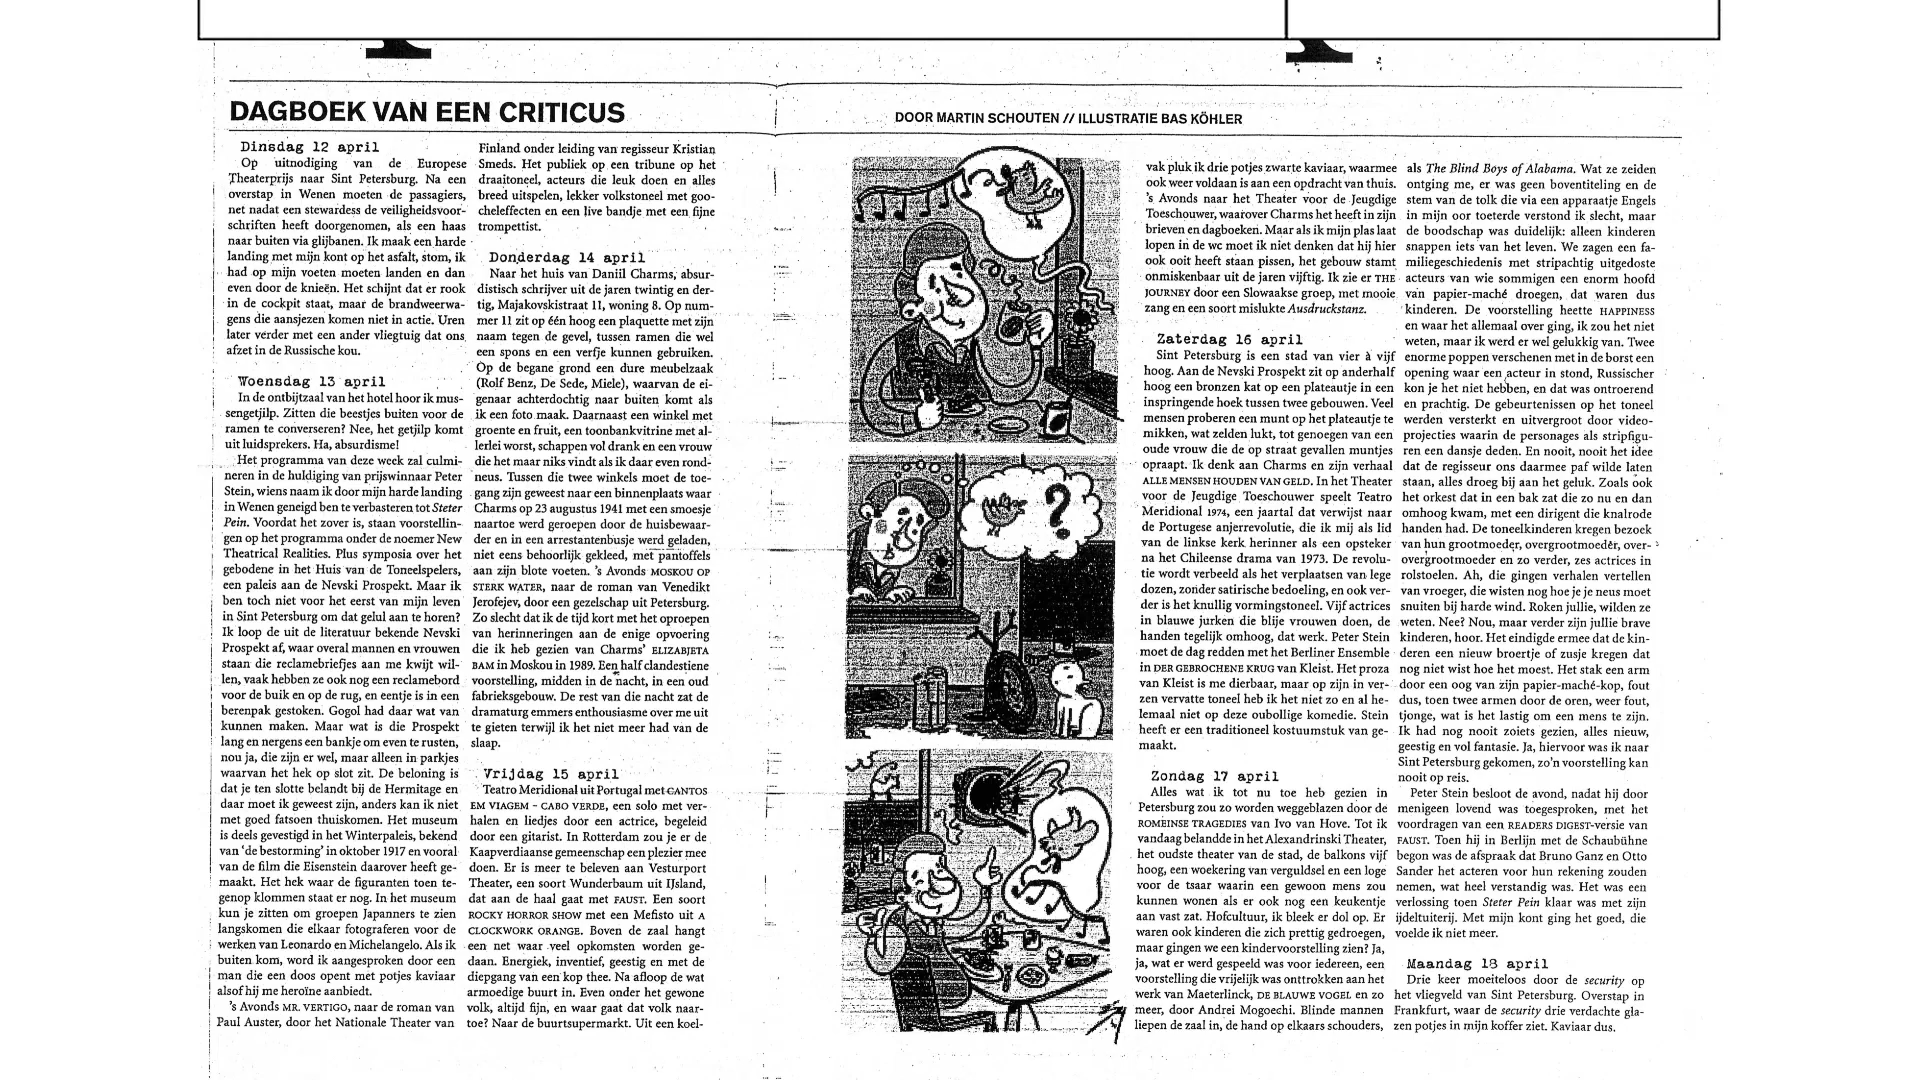 DAGBOEK VAN EEN CRITICUS
DOOR MARTIN SCHOUTEN // ILLUSTRATIE BAS KÖHLER
Dinsdag 12 april
Op uitnodiging van de Europese
Theaterprijs naar Sint Petersburg. Na een
overstap in Wenen moeten de passagiers,
net nadat een stewardess de veiligheidsvoor-
schriften heeft doorgenomen, als een haas
naar buiten via glijbanen. Ik maak een harde
landing met mijn kont op het asfalt, stom, ik
had op mijn voeten moeten landen en dan
even door de knieën. Het schijnt dat er rook
in de cockpit staat, maar de brandweerwa-
gens die aansjezen komen niet in actie. Uren
later verder met een ander vliegtuig dat ons
afzet in de Russische kou.
Woensdag 13 april
In de ontbijtzaal van het hotel hoor ik mus-
sengetjilp. Zitten die beestjes buiten voor de
ramen te converseren? Nee, het getjilp komt
uit luidsprekers. Ha, absurdisme!
Het programma van deze week zal culmi-
neren in de huldiging van prijswinnaar Peter
Stein, wiens naam ik door mijn harde landing
in Wenen geneigd ben te verbasteren tot Steter
Pein. Voordat het zover is, staan voorstellin-
gen op het programma onder de noemer New
Theatrical Realities. Plus symposia over het
gebodene in het Huis van de Toneelspelers,
een paleis aan de Nevski Prospekt. Maar ik
ben toch niet voor het eerst van mijn leven
in Sint Petersburg om dat gelul aan te horen?
Ik loop de uit de literatuur bekende Nevski
Prospekt af, waar overal mannen en vrouwen
staan die reclamebriefjes aan me kwijt wil-
len, vaak hebben ze ook nog een reclamebord
voor de buik en op de rug, en eentje is in een
berenpak gestoken. Gogol had daar wat van
kunnen maken. Maar wat is die Prospekt
lang en nergens een bankje om even te rusten,
nou ja, die zijn er wel, maar alleen in parkjes
waarvan het hek op slot zit. De beloning is
dat je ten slotte belandt bij de Hermitage en
daar moet ik geweest zijn, anders kan ik niet
met goed fatsoen thuiskomen. Het museum
is deels gevestigd in het Winterpaleis, bekend
van ‘de bestorming’ in oktober 1917 en vooral
van de film die Eisenstein daarover heeft ge-
maakt. Het hek waar de figuranten toen te-
genop klommen staat er nog. In het museum
kun je zitten om groepen Japanners te zien
langskomen die elkaar fotograferen voor de
werken van Leonardo en Michelangelo. Als ik
buiten kom, word ik aangesproken door een
man die een doos opent met potjes kaviaar
alsof hij me heroïne aanbiedt.
’s Avonds MR. VERTIGO, naar de roman van
Paul Auster, door het Nationale Theater van
Finland onder leiding van regisseur Kristian
Smeds. Het publiek op een tribune op het
draaitoneel, acteurs die leuk doen en alles
breed uitspelen, lekker volkstoneel met goo-
cheleffecten en een live bandje met een fijne
trompettist.
Donderdag 14 april
Naar het huis van Daniil Charms, absur-
distisch schrijver uit de jaren twintig en der-
tig, Majakovskistraat 11, woning 8. Op num-
mer 11 zit op één hoog een plaquette met zijn
naam tegen de gevel, tussen ramen die wel
een spons en een verfje kunnen gebruiken.
Op de begane grond een dure meubelzaak
(Rolf Benz, De Sede, Miele), waarvan de ei-
genaar achterdochtig naar buiten komt als
ik een foto maak. Daarnaast een winkel met
groente en fruit, een toonbankvitrine met al-
lerlei worst, schappen vol drank en een vrouw
die het maar niks vindt als ik daar even rond-
neus. Tussen die twee winkels moet de toe-
gang zijn geweest naar een binnenplaats waar
Charms op 23 augustus 1941 met een smoesje
naartoe werd geroepen door de huisbewaar-
der en in een arrestantenbusje werd geladen,
niet eens behoorlijk gekleed, met pantoffels
aan zijn blote voeten. ’s Avonds MOSKOU OP
STERK WATER, naar de roman van Venedikt
Jerofejev, door een gezelschap uit Petersburg.
Zo slecht dat ik de tijd kort met het oproepen
van herinneringen aan de enige opvoering
die ik heb gezien van Charms’ ELIZABJETA
BAM in Moskou in 1989. Een half clandestiene
voorstelling, midden in de nacht, in een oud
fabrieksgebouw. De rest van die nacht zat de
dramaturg emmers enthousiasme over me uit
te gieten terwijl ik het niet meer had van de
slaap.
Vrijdag 15 april
Teatro Meridional uit Portugal met CANTOS
EM VIAGEM – CABO VERDE, een solo met ver-
halen en liedjes door een actrice, begeleid
door een gitarist. In Rotterdam zou je er de
Kaapverdiaanse gemeenschap een plezier mee
doen. Er is meer te beleven aan Vesturport
Theater, een soort Wunderbaum uit IJsland,
dat aan de haal gaat met FAUST. Een soort
ROCKY HORROR SHOW met een Mefisto uit A
CLOCKWORK ORANGE. Boven de zaal hangt
een net waar veel opkomsten worden ge-
daan. Energiek, inventief, geestig en met de
diepgang van een kop thee. Na afloop de wat
armoedige buurt in. Even onder het gewone
volk, altijd fijn, en waar gaat dat volk naar-
toe? Naar de buurtsupermarkt. Uit een koel-
vak pluk ik drie potjes zwarte kaviaar, waarmee
ook weer voldaan is aan een opdracht van thuis.
’s Avonds naar het Theater voor de Jeugdige
Toeschouwer, waarover Charms het heeft in zijn
brieven en dagboeken. Maar als ik mijn plas laat
lopen in de wc moet ik niet denken dat hij hier
ook ooit heeft staan pissen, het gebouw stamt
onmiskenbaar uit de jaren vijftig. Ik zie er THE
JOURNEY door een Slowaakse groep, met mooie
zang en een soort mislukte Ausdruckstanz.
Zaterdag 16 april
Sint Petersburg is een stad van vier à vijf
hoog. Aan de Nevski Prospekt zit op anderhalf
hoog een bronzen kat op een plateautje in een
inspringende hoek tussen twee gebouwen. Veel
mensen proberen een munt op het plateautje te
mikken, wat zelden lukt, tot genoegen van een
oude vrouw die de op straat gevallen muntjes
opraapt. Ik denk aan Charms en zijn verhaal
ALLE MENSEN HOUDEN VAN GELD. In het Theater
voor de Jeugdige Toeschouwer speelt Teatro
Meridional 1974, een jaartal dat verwijst naar
de Portugese anjerrevolutie, die ik mij als lid
van de linkse kerk herinner als een opsteker
na het Chileense drama van 1973. De revolu-
tie wordt verbeeld als het verplaatsen van lege
dozen, zonder satirische bedoeling, en ook ver-
der is het knullig vormingstoneel. Vijf actrices
in blauwe jurken die blije vrouwen doen, de
handen tegelijk omhoog, dat werk. Peter Stein
moet de dag redden met het Berliner Ensemble
in DER GEBROCHENE KRUG van Kleist. Het proza
van Kleist is me dierbaar, maar op zijn in ver-
zen vervatte toneel heb ik het niet zo en al he-
lemaal niet op deze oubollige komedie. Stein
heeft er een traditioneel kostuumstuk van ge-
maakt.
Zondag 17 april
Alles wat ik tot nu toe heb gezien in
Petersburg zou zo worden weggeblazen door de
ROMEINSE TRAGEDIES van Ivo van Hove. Tot ik
vandaag belandde in het Alexandrinski Theater,
het oudste theater van de stad, de balkons vijf
hoog, een woekering van verguldsel en een loge
voor de tsaar waarin een gewoon mens zou
kunnen wonen als er ook nog een keukentje
aan vast zat. Hofcultuur, ik bleek er dol op. Er
waren ook kinderen die zich prettig gedroegen,
maar gingen we een kindervoorstelling zien? Ja,
ja, wat er werd gespeeld was voor iedereen, een
voorstelling die vrijelijk was onttrokken aan het
werk van Maeterlinck, DE BLAUWE VOGEL en zo
meer, door Andrei Mogoechi. Blinde mannen
liepen de zaal in, de hand op elkaars schouders,
als The Blind Boys of Alabama. Wat ze zeiden
ontging me, er was geen boventiteling en de
stem van de tolk die via een apparaatje Engels
in mijn oor toeterde verstond ik slecht, maar
de boodschap was duidelijk: alleen kinderen
snappen iets van het leven. We zagen een fa-
miliegeschiedenis met stripachtig uitgedoste
acteurs van wie sommigen een enorm hoofd
van papier-maché droegen, dat waren dus
kinderen. De voorstelling heette HAPPINESS
en waar het allemaal over ging, ik zou het niet
weten, maar ik werd er wel gelukkig van. Twee
enorme poppen verschenen met in de borst een
opening waar een acteur in stond, Russischer
kon je het niet hebben, en dat was ontroerend
en prachtig. De gebeurtenissen op het toneel
werden versterkt en uitvergroot door video-
projecties waarin de personages als stripfigu-
ren een dansje deden. En nooit, nooit het idee
dat de regisseur ons daarmee paf wilde laten
staan, alles droeg bij aan het geluk. Zoals ook
het orkest dat in een bak zat die zo nu en dan
omhoog kwam, met een dirigent die knalrode
handen had. De toneelkinderen kregen bezoek
van hun grootmoeder, overgrootmoeder, over-
overgrootmoeder en zo verder, zes actrices in
rolstoelen. Ah, die gingen verhalen vertellen
van vroeger, die wisten nog hoe je je neus moet
snuiten bij harde wind. Roken jullie, wilden ze
weten. Nee? Nou, maar verder zijn jullie brave
kinderen, hoor. Het eindigde ermee dat de kin-
deren een nieuw broertje of zusje kregen dat
nog niet wist hoe het moest. Het stak een arm
door een oog van zijn papier-maché-kop, fout
dus, toen twee armen door de oren, weer fout,
tjonge, wat is het lastig om een mens te zijn.
Ik had nog nooit zoiets gezien, alles nieuw,
geestig en vol fantasie. Ja, hiervoor was ik naar
Sint Petersburg gekomen, zo’n voorstelling kan
nooit op reis.
Peter Stein besloot de avond, nadat hij door
menigeen lovend was toegesproken, met het
voordragen van een READERS DIGEST-versie van
FAUST. Toen hij in Berlijn met de Schaubühne
begon was de afspraak dat Bruno Ganz en Otto
Sander het acteren voor hun rekening zouden
nemen, wat heel verstandig was. Het was een
verlossing toen Steter Pein klaar was met zijn
ijdeltuiterij. Met mijn kont ging het goed, die
voelde ik niet meer.
Maandag 18 april
Drie keer moeiteloos door de security op
het vliegveld van Sint Petersburg. Overstap in
Frankfurt, waar de security drie verdachte gla-
zen potjes in mijn koffer ziet. Kaviaar dus.